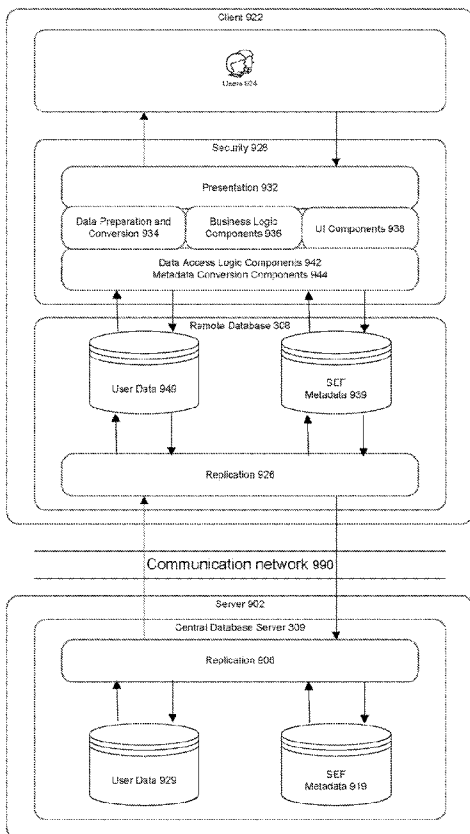 Client 922
Users 924
Security 928
Presentation 932
Data Preparation and
Conversion 934
Business Logic
Components 936
UI Components 938
Data Access Logic Components 942
Metadata Conversion Components 944
Remote Database 308
User Data 949
SEF
Metadata 939
Replication 926
Communication network 990
Server 902
Central Database Server 309
Replication 906
User Data 929
SEF
Metadata 919